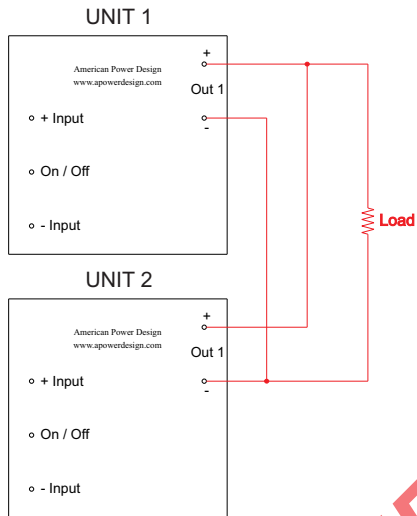 UNIT 1
American Power Design
www.apowerdesign.com
+
Out 1
-
+ Input
On / Off
- Input
Load
UNIT 2
American Power Design
www.apowerdesign.com
+
Out 1
-
+ Input
On / Off
- Input